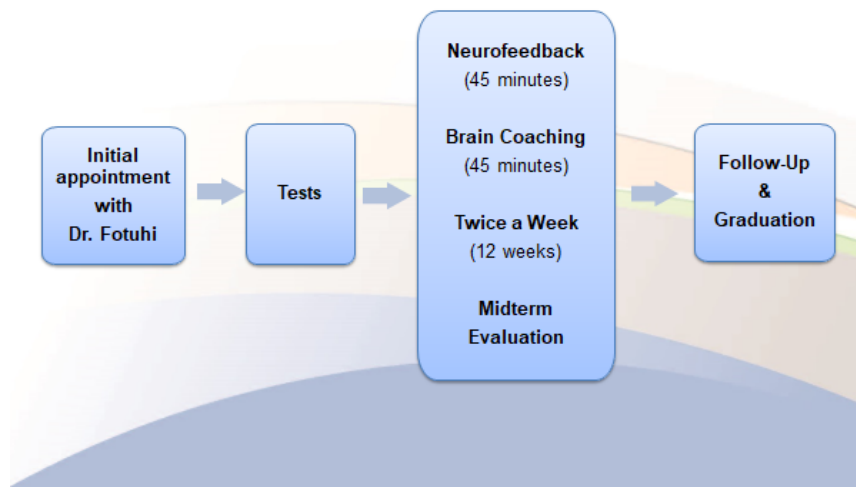 Initial
appointment
with
Dr. Fotuhi
Tests
Neurofeedback
(45 minutes)
Brain Coaching
(45 minutes)
Twice a Week
(12 weeks)
Midterm
Evaluation
Follow-Up
&
Graduation